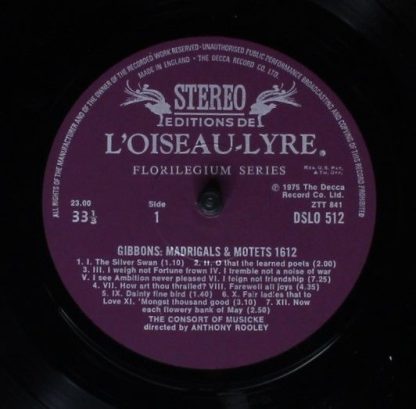 ALL RIGHTS OF THE MANUFACTURER AND OF THE OWNER OF THE RECORDED WORK RESERVED · UNAUTHORISED PUBLIC PERFORMANCE BROADCASTING AND COPYING OF THIS RECORD PROHIBITED
MADE IN ENGLAND · THE DECCA RECORD CO. LTD.
STEREO
EDITIONS DE
L'OISEAU-LYRE®
FLORILEGIUM SERIES
REG. U.S. PAT. & TM. OFF.
23.00
33⅓
Side
1
℗ 1975 The Decca
Record Co. Ltd.
ZTT 841
DSLO 512
GIBBONS: MADRIGALS & MOTETS 1612
1. I. The Silver Swan (1.10) 2. II. O that the learned poets (2.00)
3. III. I weigh not Fortune frown IV. I tremble not a noise of war
V. I see Ambition never pleased VI. I feign not friendship (7.25)
4. VII. How art thou thralled? VIII. Farewell all joys (4.35)
5. IX. Dainty fine bird (1.40) 6. X. Fair ladies that to
Love XI. 'Mongst thousand good (3.10) 7. XII. Now
each flowery bank of May (2.50)
THE CONSORT OF MUSICKE
directed by ANTHONY ROOLEY